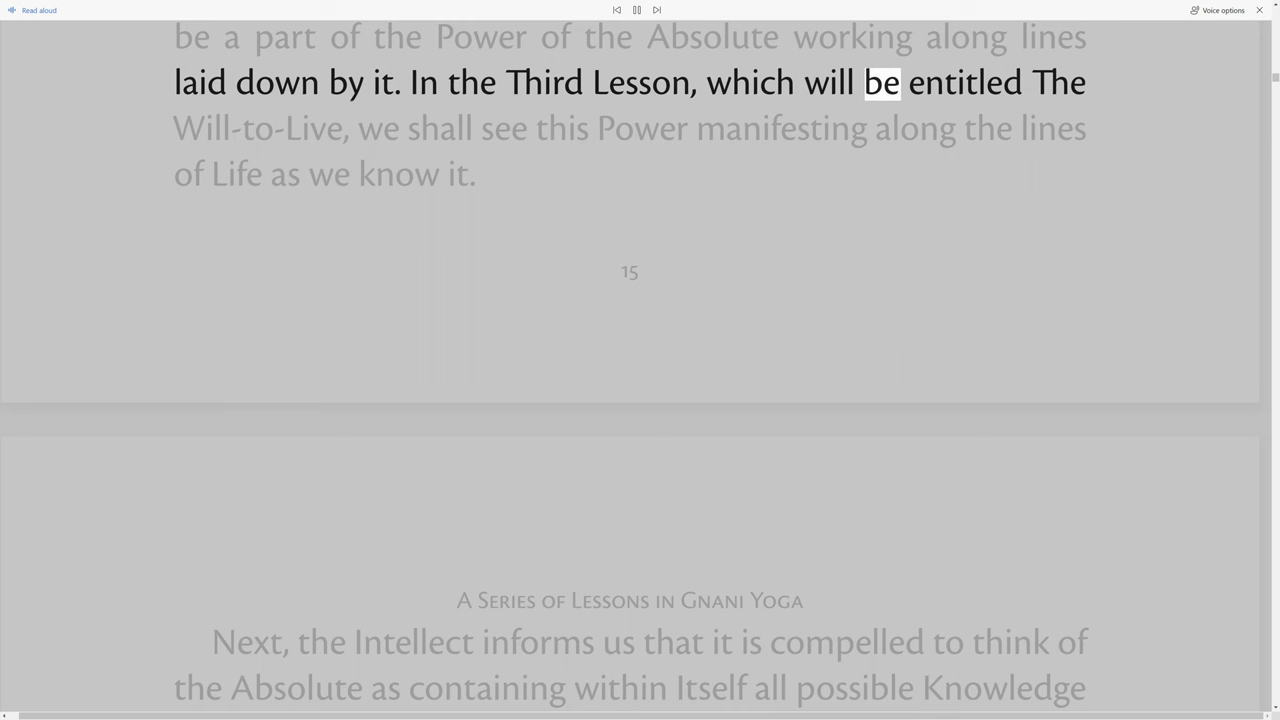 Read aloud
Voice options
be a part of the Power of the Absolute working along lines
laid down by it. In the Third Lesson, which will be entitled The
Will-to-Live, we shall see this Power manifesting along the lines
of Life as we know it.
15
A Series of Lessons in Gnani Yoga
Next, the Intellect informs us that it is compelled to think of
the Absolute as containing within Itself all possible Knowledge